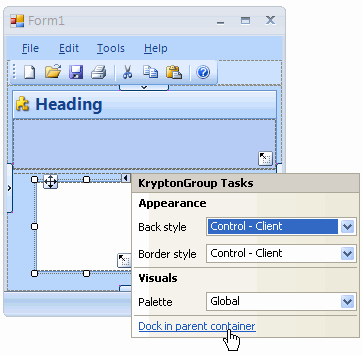 Form1
File Edit Tools Help
Heading
KryptonGroup Tasks
Appearance
Back style Control - Client
Border style Control - Client
Visuals
Palette Global
Dock in parent container